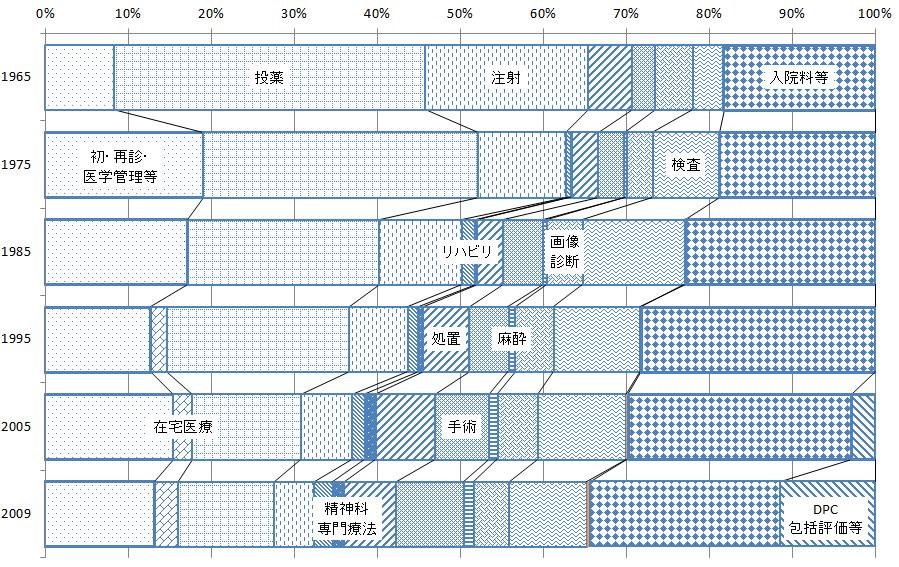 0% 10% 20% 30% 40% 50% 60% 70% 80% 90% 100%
1965 投薬 注射 入院料等
1975 初・再診・
医学管理等 検査
1985 リハビリ 画像
診断
1995 処置 麻酔
2005 在宅医療 手術
2009 精神科
専門療法 DPC
包括評価等